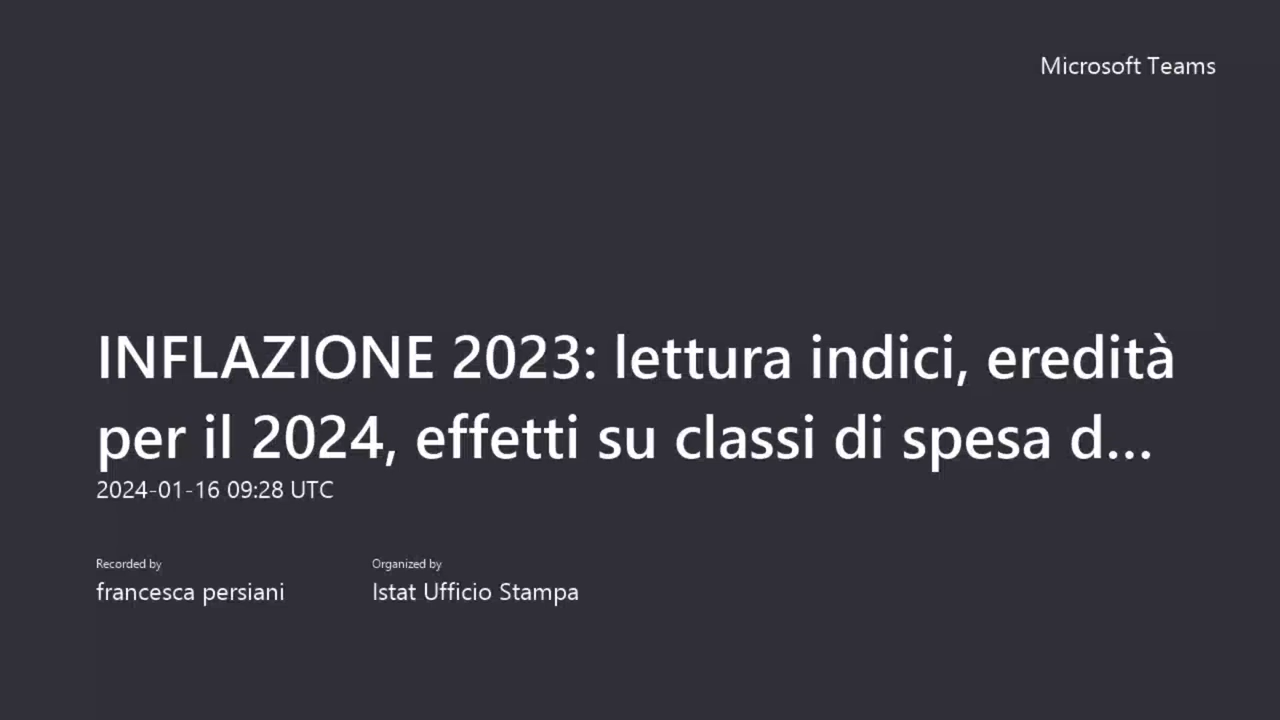 Microsoft Teams
INFLAZIONE 2023: lettura indici, eredità
per il 2024, effetti su classi di spesa d...
2024-01-16 09:28 UTC
Recorded by
francesca persiani
Organized by
Istat Ufficio Stampa